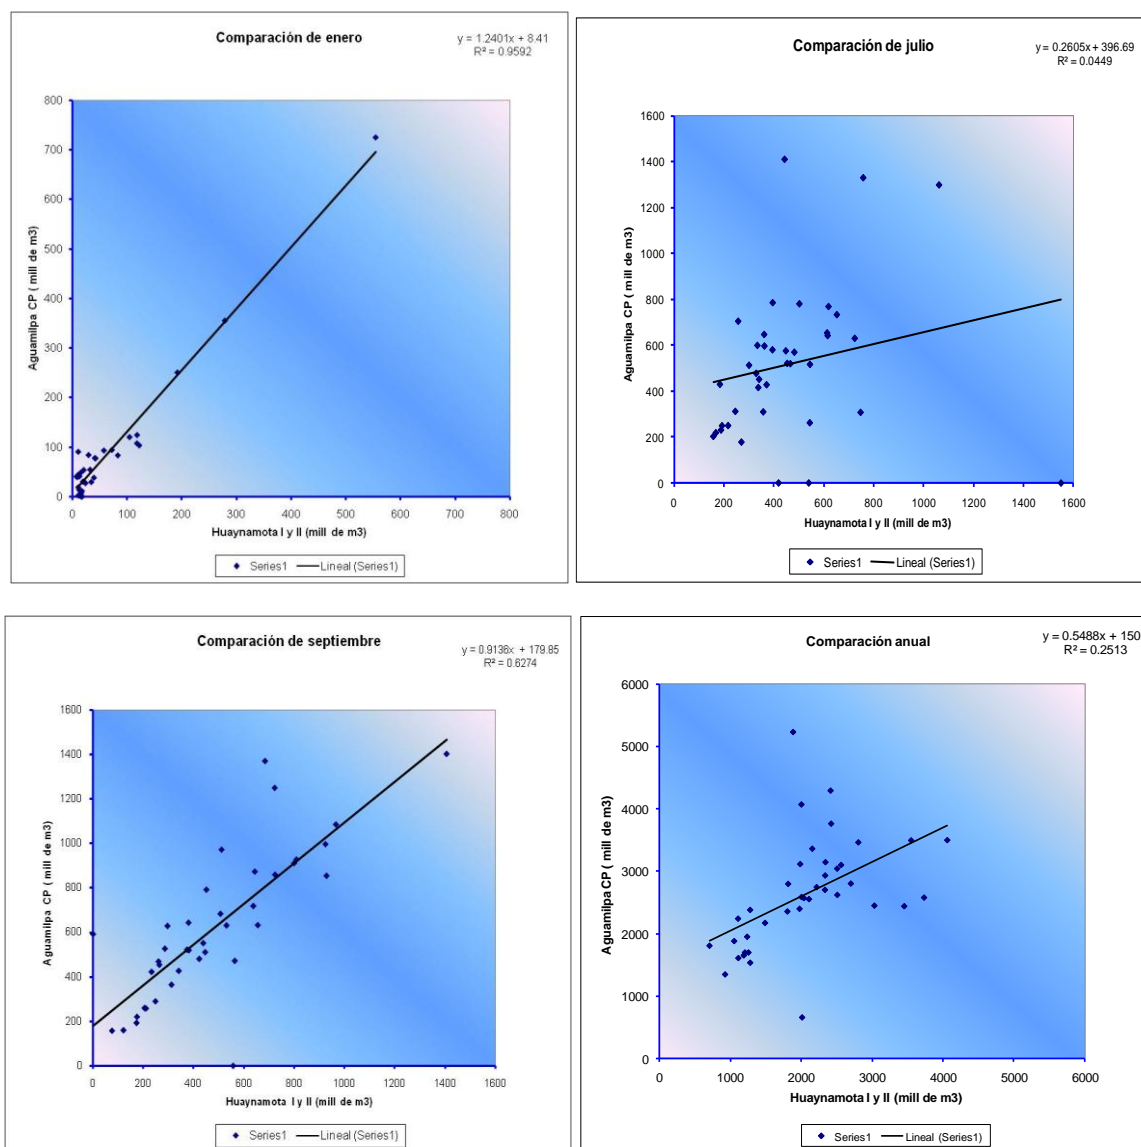 Comparación de enero
y = 1.2401x + 8.41
R² = 0.9592
800
700
600
500
400
300
200
100
0
Aguamilpa CP ( mill de m3)
0 100 200 300 400 500 600 700 800
Huaynamota I y II (mill de m3)
Series1 Lineal (Series1)
Comparación de julio
y = 0.2605x + 396.69
R² = 0.0449
1600
1400
1200
1000
800
600
400
200
0
Aguamilpa CP ( mill de m3)
0 200 400 600 800 1000 1200 1400 1600
Huaynamota I y II (mill de m3)
Series1 Lineal (Series1)
Comparación de septiembre
y = 0.9136x + 179.85
R² = 0.6274
1600
1400
1200
1000
800
600
400
200
0
Aguamilpa CP ( mill de m3)
0 200 400 600 800 1000 1200 1400 1600
Huaynamota I y II (mill de m3)
Series1 Lineal (Series1)
Comparación anual
y = 0.5488x + 150
R² = 0.2513
6000
5000
4000
3000
2000
1000
0
Aguamilpa CP ( mill de m3)
0 1000 2000 3000 4000 5000 6000
Huaynamota I y II (mill de m3)
Series1 Lineal (Series1)